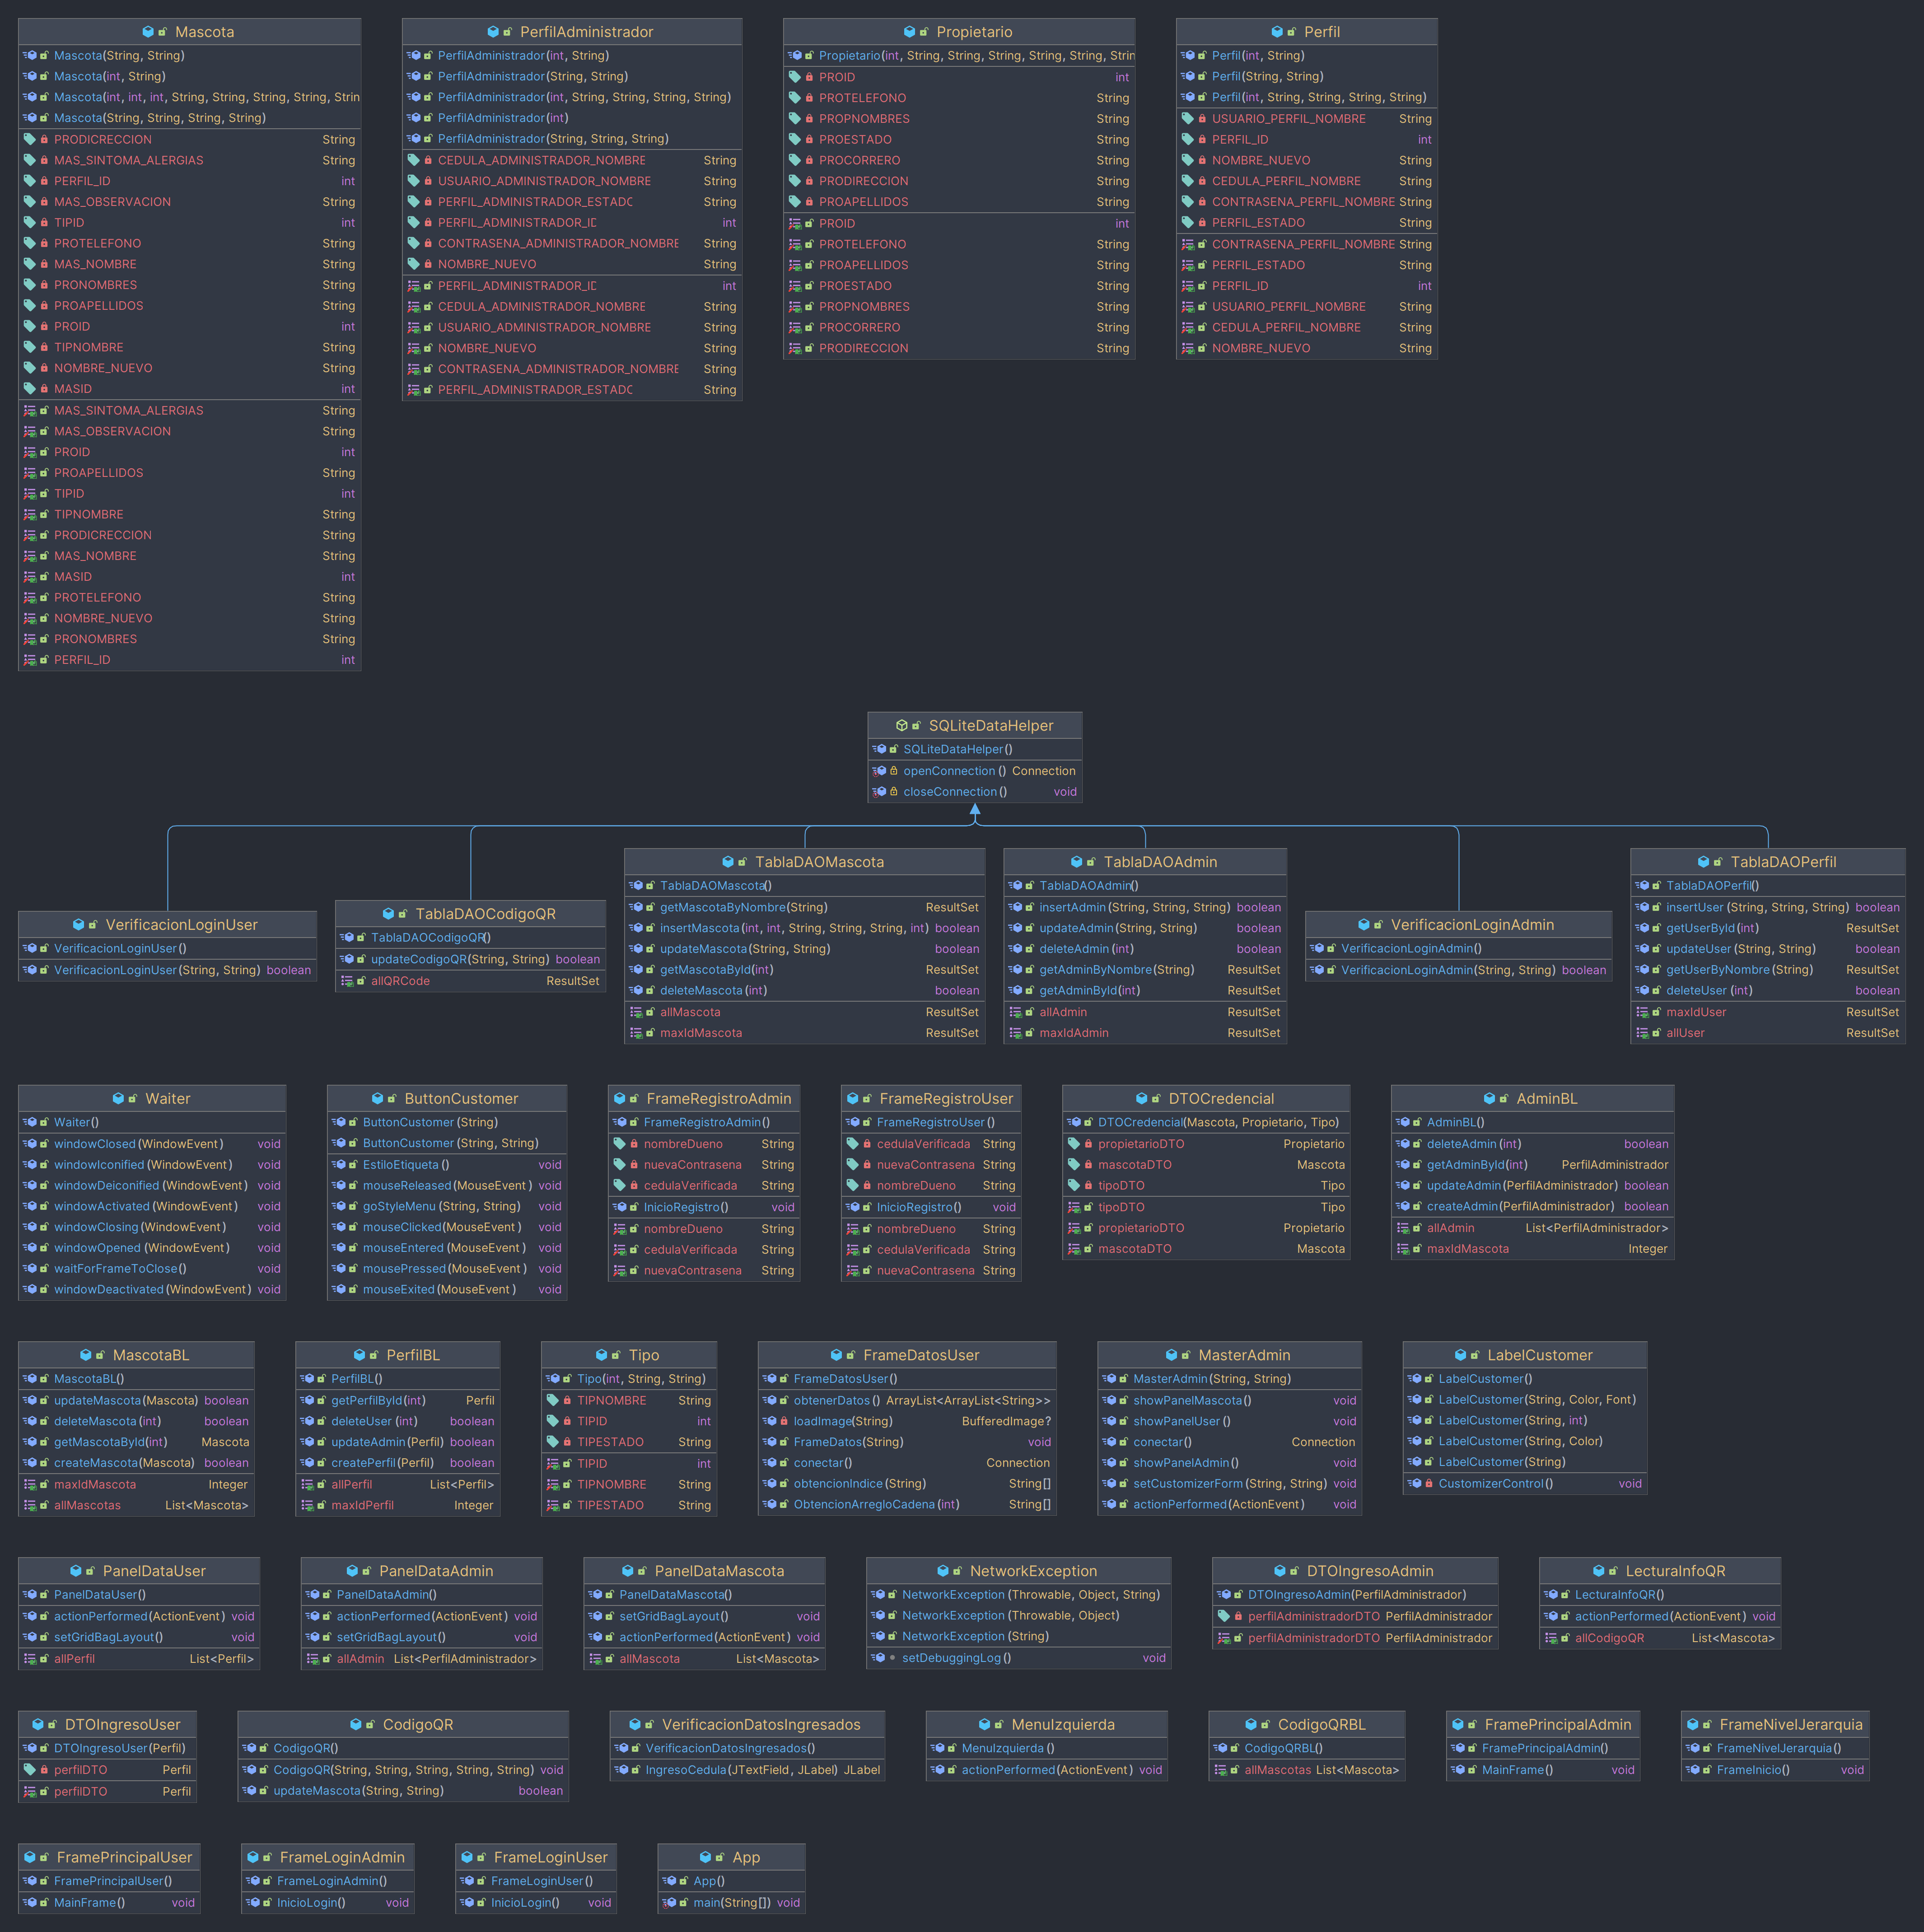 Mascota
Mascota(String, String)
Mascota(int, String)
Mascota(int, int, int, String, String, String, String, Strin
Mascota(String, String, String, String)
PRODICRECCION String
MAS_SINTOMA_ALERGIAS String
PERFIL_ID int
MAS_OBSERVACION String
TIPID int
PROTELEFONO String
MAS_NOMBRE String
PRONOMBRES String
PROAPELLIDOS String
PROID int
TIPNOMBRE String
NOMBRE_NUEVO String
MASID int
MAS_SINTOMA_ALERGIAS String
MAS_OBSERVACION String
PROID int
PROAPELLIDOS String
TIPID int
TIPNOMBRE String
PRODICRECCION String
MAS_NOMBRE String
MASID int
PROTELEFONO String
NOMBRE_NUEVO String
PRONOMBRES String
PERFIL_ID int
PerfilAdministrador
PerfilAdministrador(int, String)
PerfilAdministrador(String, String)
PerfilAdministrador(int, String, String, String, String)
PerfilAdministrador(int)
PerfilAdministrador(String, String, String)
CEDULA_ADMINISTRADOR_NOMBRE String
USUARIO_ADMINISTRADOR_NOMBRE String
PERFIL_ADMINISTRADOR_ESTADO String
PERFIL_ADMINISTRADOR_ID int
CONTRASENA_ADMINISTRADOR_NOMBRE String
NOMBRE_NUEVO String
PERFIL_ADMINISTRADOR_ID int
CEDULA_ADMINISTRADOR_NOMBRE String
USUARIO_ADMINISTRADOR_NOMBRE String
NOMBRE_NUEVO String
CONTRASENA_ADMINISTRADOR_NOMBRE String
PERFIL_ADMINISTRADOR_ESTADO String
Propietario
Propietario(int, String, String, String, String, String, Strin
PROID int
PROTELEFONO String
PROPNOMBRES String
PROESTADO String
PROCORRERO String
PRODIRECCION String
PROAPELLIDOS String
PROID int
PROTELEFONO String
PROAPELLIDOS String
PROESTADO String
PROPNOMBRES String
PROCORRERO String
PRODIRECCION String
Perfil
Perfil(int, String)
Perfil(String, String)
Perfil(int, String, String, String, String)
USUARIO_PERFIL_NOMBRE String
PERFIL_ID int
NOMBRE_NUEVO String
CEDULA_PERFIL_NOMBRE String
CONTRASENA_PERFIL_NOMBRE String
PERFIL_ESTADO String
CONTRASENA_PERFIL_NOMBRE String
PERFIL_ESTADO String
PERFIL_ID int
USUARIO_PERFIL_NOMBRE String
CEDULA_PERFIL_NOMBRE String
NOMBRE_NUEVO String
SQLiteDataHelper
SQLiteDataHelper()
openConnection() Connection
closeConnection() void
VerificacionLoginUser
VerificacionLoginUser()
VerificacionLoginUser(String, String) boolean
TablaDAOCodigoQR
TablaDAOCodigoQR()
updateCodigoQR(String, String) boolean
allQRCode ResultSet
TablaDAOMascota
TablaDAOMascota()
getMascotaByNombre(String) ResultSet
insertMascota(int, int, String, String, String, int) boolean
updateMascota(String, String) boolean
getMascotaById(int) ResultSet
deleteMascota(int) boolean
allMascota ResultSet
maxIdMascota ResultSet
TablaDAOAdmin
TablaDAOAdmin()
insertAdmin(String, String, String) boolean
updateAdmin(String, String) boolean
deleteAdmin(int) boolean
getAdminByNombre(String) ResultSet
getAdminById(int) ResultSet
allAdmin ResultSet
maxIdAdmin ResultSet
VerificacionLoginAdmin
VerificacionLoginAdmin()
VerificacionLoginAdmin(String, String) boolean
TablaDAOPerfil
TablaDAOPerfil()
insertUser(String, String, String) boolean
getUserById(int) ResultSet
updateUser(String, String) boolean
getUserByNombre(String) ResultSet
deleteUser(int) boolean
maxIdUser ResultSet
allUser ResultSet
Waiter
Waiter()
windowClosed(WindowEvent) void
windowIconified(WindowEvent) void
windowDeiconified(WindowEvent) void
windowActivated(WindowEvent) void
windowClosing(WindowEvent) void
windowOpened(WindowEvent) void
waitForFrameToClose() void
windowDeactivated(WindowEvent) void
ButtonCustomer
ButtonCustomer(String)
ButtonCustomer(String, String)
EstiloEtiqueta() void
mouseReleased(MouseEvent) void
goStyleMenu(String, String) void
mouseClicked(MouseEvent) void
mouseEntered(MouseEvent) void
mousePressed(MouseEvent) void
mouseExited(MouseEvent) void
FrameRegistroAdmin
FrameRegistroAdmin()
nombreDueno String
nuevaContrasena String
cedulaVerificada String
InicioRegistro() void
nombreDueno String
cedulaVerificada String
nuevaContrasena String
FrameRegistroUser
FrameRegistroUser()
cedulaVerificada String
nuevaContrasena String
nombreDueno String
InicioRegistro() void
nombreDueno String
cedulaVerificada String
nuevaContrasena String
DTOCredencial
DTOCredencial(Mascota, Propietario, Tipo)
propietarioDTO Propietario
mascotaDTO Mascota
tipoDTO Tipo
tipoDTO Tipo
propietarioDTO Propietario
mascotaDTO Mascota
AdminBL
AdminBL()
deleteAdmin(int) boolean
getAdminById(int) PerfilAdministrador
updateAdmin(PerfilAdministrador) boolean
createAdmin(PerfilAdministrador) boolean
allAdmin List<PerfilAdministrador>
maxIdMascota Integer
MascotaBL
MascotaBL()
updateMascota(Mascota) boolean
deleteMascota(int) boolean
getMascotaById(int) Mascota
createMascota(Mascota) boolean
maxIdMascota Integer
allMascotas List<Mascota>
PerfilBL
PerfilBL()
getPerfilById(int) Perfil
deleteUser(int) boolean
updateAdmin(Perfil) boolean
createPerfil(Perfil) boolean
allPerfil List<Perfil>
maxIdPerfil Integer
Tipo
Tipo(int, String, String)
TIPNOMBRE String
TIPID int
TIPESTADO String
TIPID int
TIPNOMBRE String
TIPESTADO String
FrameDatosUser
FrameDatosUser()
obtenerDatos() ArrayList<ArrayList<String>>
loadImage(String) BufferedImage?
FrameDatos(String) void
conectar() Connection
obtencionIndice(String) String[]
ObtencionArregloCadena(int) String[]
MasterAdmin
MasterAdmin(String, String)
showPanelMascota() void
showPanelUser() void
conectar() Connection
showPanelAdmin() void
setCustomizerForm(String, String) void
actionPerformed(ActionEvent) void
LabelCustomer
LabelCustomer()
LabelCustomer(String, Color, Font)
LabelCustomer(String, int)
LabelCustomer(String, Color)
LabelCustomer(String)
CustomizerControl() void
PanelDataUser
PanelDataUser()
actionPerformed(ActionEvent) void
setGridBagLayout() void
allPerfil List<Perfil>
PanelDataAdmin
PanelDataAdmin()
actionPerformed(ActionEvent) void
setGridBagLayout() void
allAdmin List<PerfilAdministrador>
PanelDataMascota
PanelDataMascota()
setGridBagLayout() void
actionPerformed(ActionEvent) void
allMascota List<Mascota>
NetworkException
NetworkException(Throwable, Object, String)
NetworkException(Throwable, Object)
NetworkException(String)
setDebuggingLog() void
DTOIngresoAdmin
DTOIngresoAdmin(PerfilAdministrador)
perfilAdministradorDTO PerfilAdministrador
perfilAdministradorDTO PerfilAdministrador
LecturaInfoQR
LecturaInfoQR()
actionPerformed(ActionEvent) void
allCodigoQR List<Mascota>
DTOIngresoUser
DTOIngresoUser(Perfil)
perfilDTO Perfil
perfilDTO Perfil
CodigoQR
CodigoQR()
CodigoQR(String, String, String, String, String) void
updateMascota(String, String) boolean
VerificacionDatosIngresados
VerificacionDatosIngresados()
IngresoCedula(JTextField, JLabel) JLabel
MenuIzquierda
MenuIzquierda()
actionPerformed(ActionEvent) void
CodigoQRBL
CodigoQRBL()
allMascotas List<Mascota>
FramePrincipalAdmin
FramePrincipalAdmin()
MainFrame() void
FrameNivelJerarquia
FrameNivelJerarquia()
FrameInicio() void
FramePrincipalUser
FramePrincipalUser()
MainFrame() void
FrameLoginAdmin
FrameLoginAdmin()
InicioLogin() void
FrameLoginUser
FrameLoginUser()
InicioLogin() void
App
App()
main(String[]) void